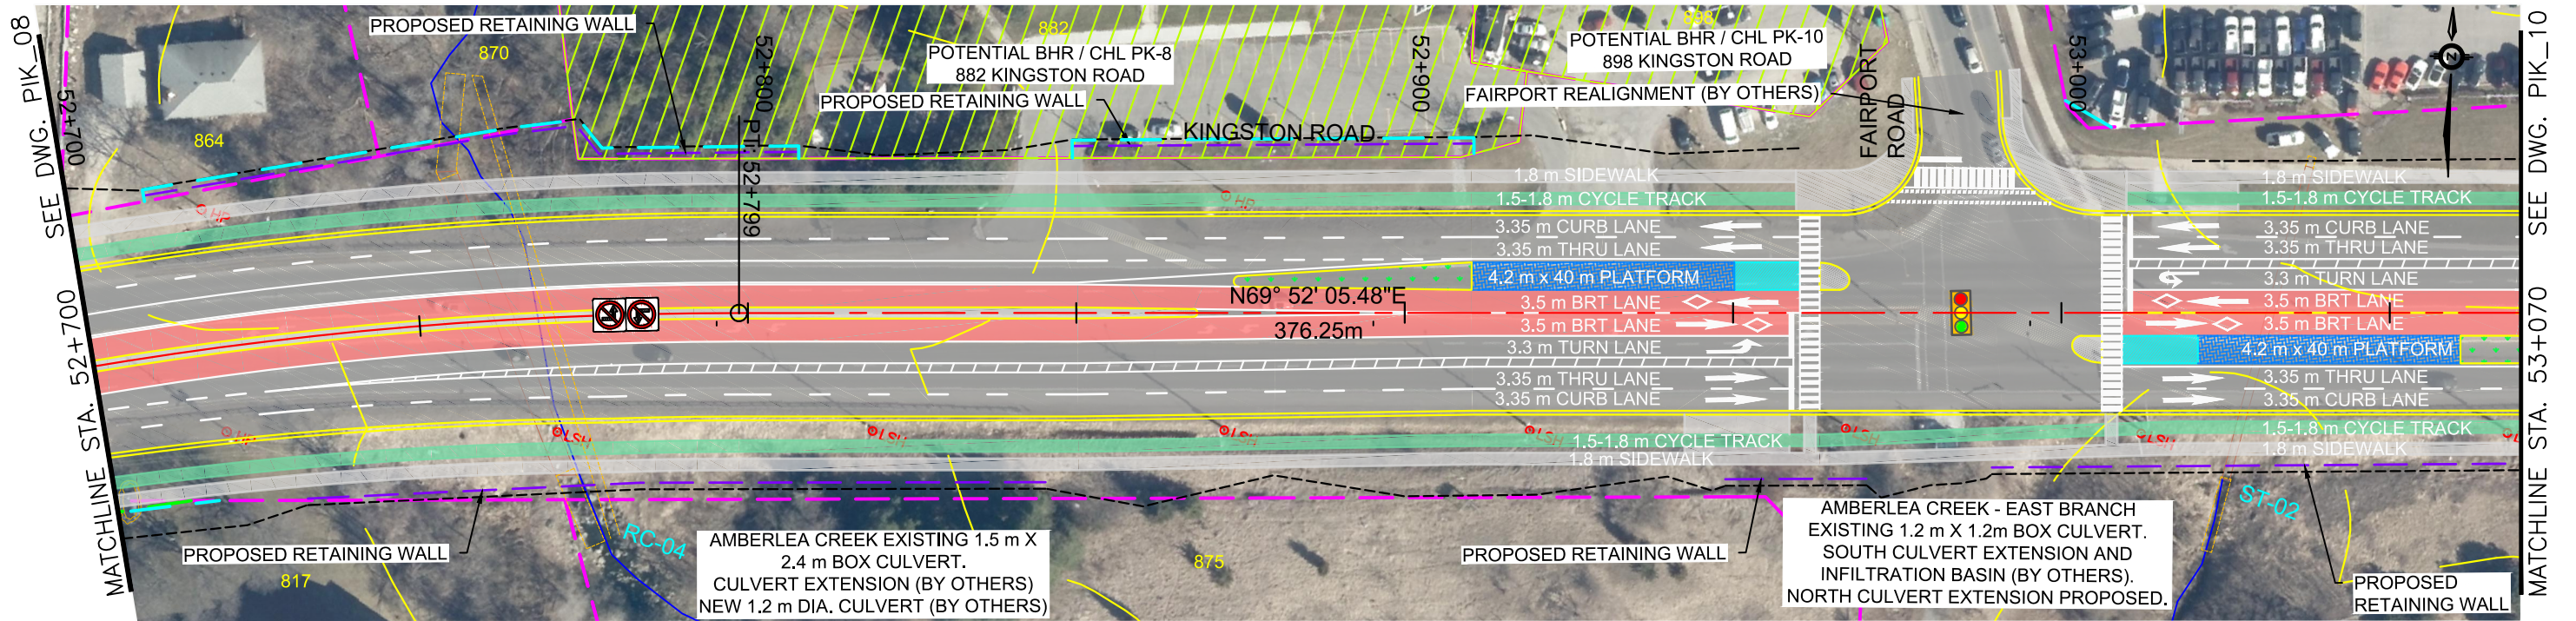 SEE DWG. PIK_08
MATCHLINE STA. 52+700
52+700
864
870
PROPOSED RETAINING WALL
52+800
PT: 52+799
882
POTENTIAL BHR / CHL PK-8
882 KINGSTON ROAD
PROPOSED RETAINING WALL
52+900
KINGSTON ROAD
898
POTENTIAL BHR / CHL PK-10
898 KINGSTON ROAD
FAIRPORT REALIGNMENT (BY OTHERS)
FAIRPORT
ROAD
53+000
Z
HP
HP
1.8 m SIDEWALK
1.5-1.8 m CYCLE TRACK
3.35 m CURB LANE
3.35 m THRU LANE
4.2 m x 40 m PLATFORM
N69° 52' 05.48"E
376.25m
3.5 m BRT LANE
3.5 m BRT LANE
3.3 m TURN LANE
3.35 m THRU LANE
3.35 m CURB LANE
1.5-1.8 m CYCLE TRACK
1.8 m SIDEWALK
1.8 m SIDEWALK
1.5-1.8 m CYCLE TRACK
3.35 m CURB LANE
3.35 m THRU LANE
3.3 m TURN LANE
3.5 m BRT LANE
3.5 m BRT LANE
4.2 m x 40 m PLATFORM
3.35 m THRU LANE
3.35 m CURB LANE
1.5-1.8 m CYCLE TRACK
1.8 m SIDEWALK
HP
LSH
LSH
LSH
LSH
LSH
LSH
PROPOSED RETAINING WALL
817
RC-04
AMBERLEA CREEK EXISTING 1.5 m X
2.4 m BOX CULVERT.
CULVERT EXTENSION (BY OTHERS)
NEW 1.2 m DIA. CULVERT (BY OTHERS)
875
PROPOSED RETAINING WALL
AMBERLEA CREEK - EAST BRANCH
EXISTING 1.2 m X 1.2m BOX CULVERT.
SOUTH CULVERT EXTENSION AND
INFILTRATION BASIN (BY OTHERS).
NORTH CULVERT EXTENSION PROPOSED.
ST-02
PROPOSED
RETAINING WALL
SEE DWG. PIK_10
MATCHLINE STA. 53+070